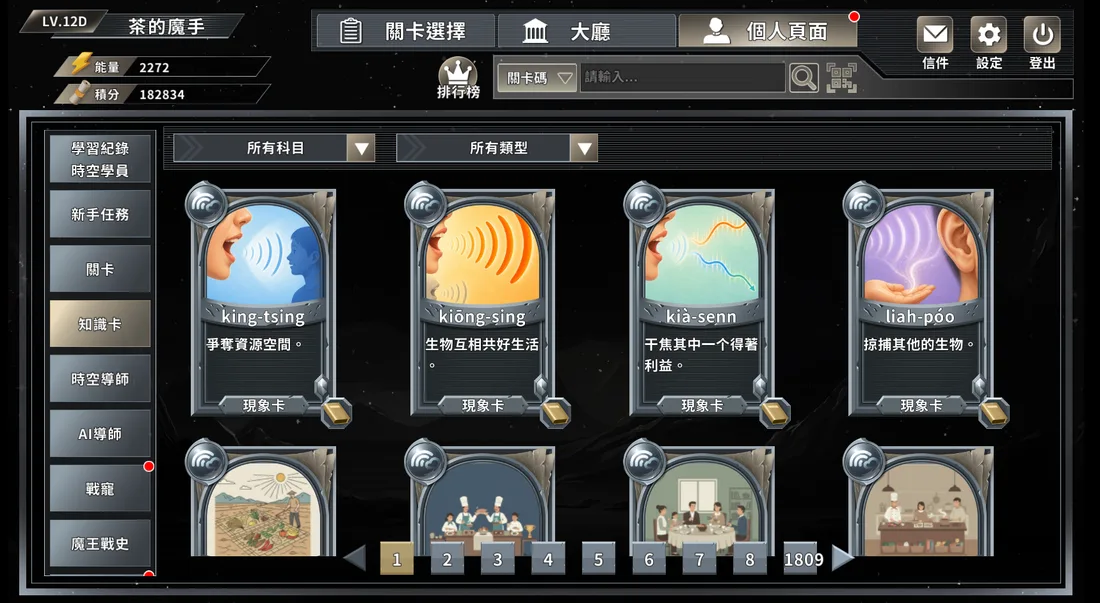 LV.12D
茶的魔手
能量 2272
積分 182834
關卡選擇
大廳
個人頁面
信件
設定
登出
排行榜
關卡碼
請輸入...
學習紀錄
時空學員
新手任務
關卡
知識卡
時空導師
AI導師
戰寵
魔王戰史
所有科目
所有類型
king-tsing
爭奪資源空間。
現象卡
kiōng-sing
生物互相共好生活
。
現象卡
kià-senn
干焦其中一个得著
利益。
現象卡
liah-póo
掠捕其他的生物。
現象卡
1 2 3 4 5 6 7 8 1809